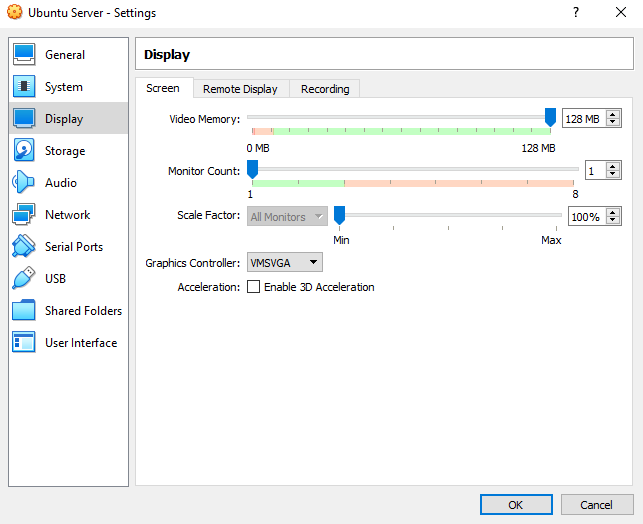 Ubuntu Server - Settings
General
System
Display
Storage
Audio
Network
Serial Ports
USB
Shared Folders
User Interface
Display
Screen Remote Display Recording
Video Memory: 128 MB
0 MB 128 MB
Monitor Count: 1
1 8
Scale Factor: All Monitors 100%
Min Max
Graphics Controller: VMSVGA
Acceleration: Enable 3D Acceleration
OK Cancel